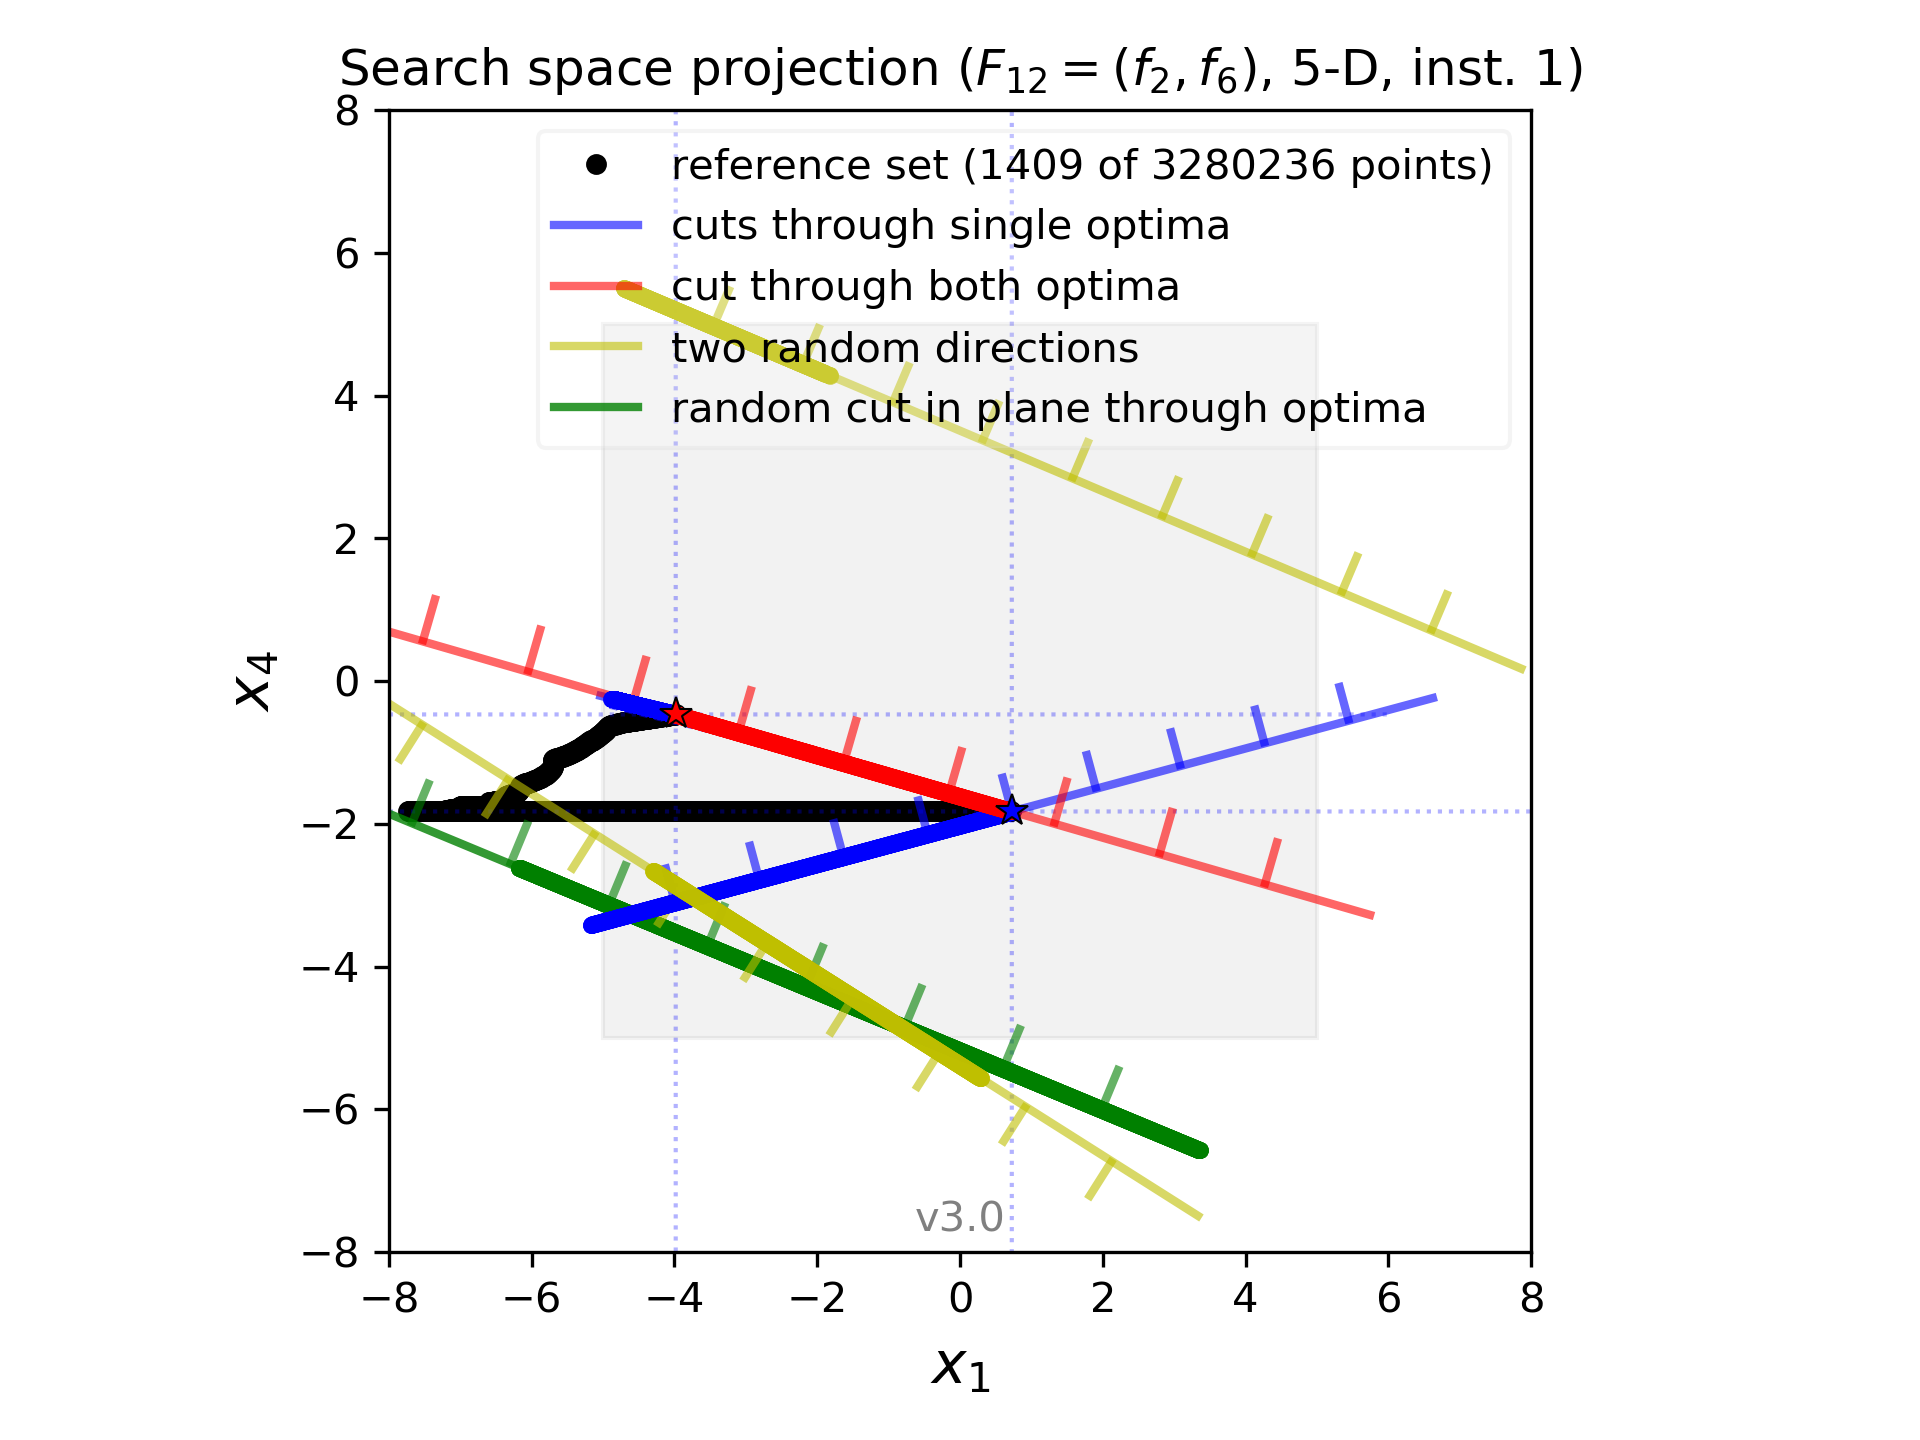 Search space projection (F₁₂ = (f₂, f₆), 5-D, inst. 1)
reference set (1409 of 3280236 points)
cuts through single optima
cut through both optima
two random directions
random cut in plane through optima
8
6
4
2
0
−2
−4
−6
−8
x₄
v3.0
−8 −6 −4 −2 0 2 4 6 8
x₁